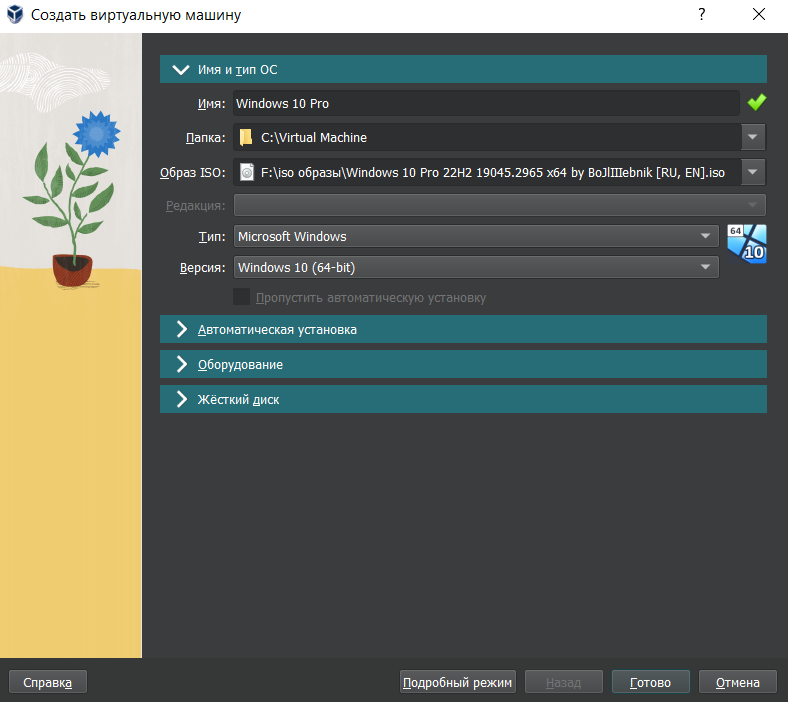 Создать виртуальную машину
?
Имя и тип ОС
Имя: Windows 10 Pro
Папка: C:\Virtual Machine
Образ ISO: F:\iso образы\Windows 10 Pro 22H2 19045.2965 x64 by BoJlIIIebnik [RU, EN].iso
Редакция:
Тип: Microsoft Windows 64
10
Версия: Windows 10 (64-bit)
Пропустить автоматическую установку
Автоматическая установка
Оборудование
Жёсткий диск
Справка Подробный режим Назад Готово Отмена